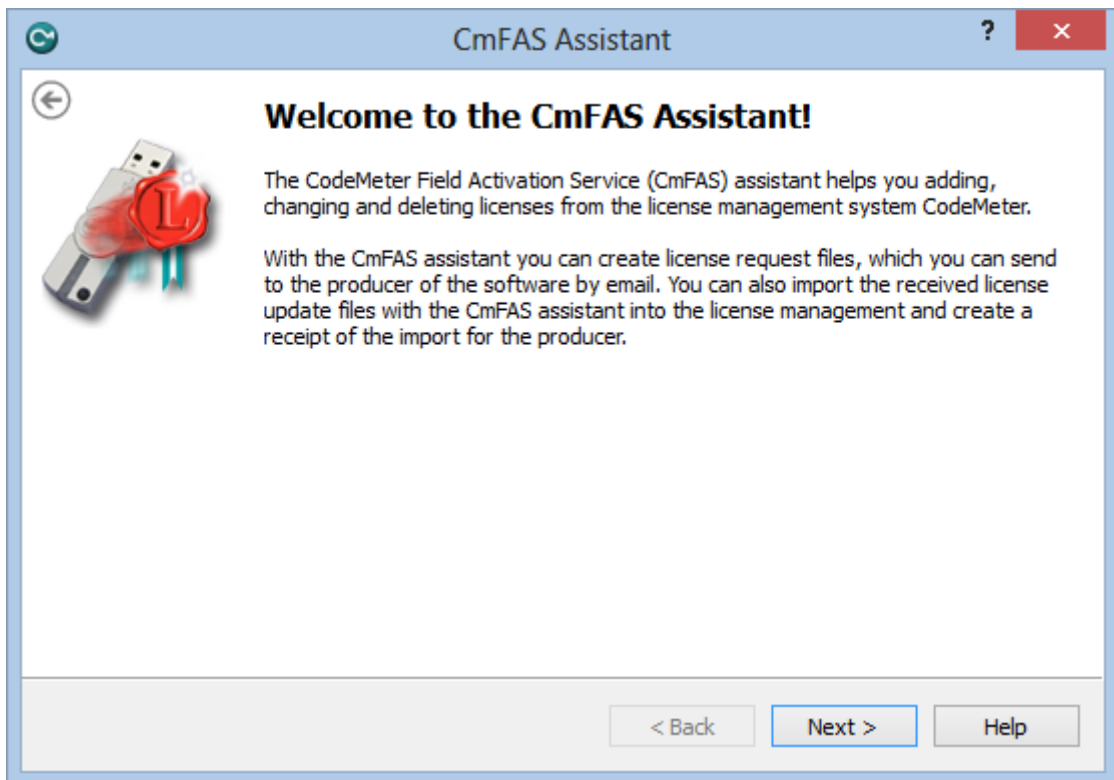 CmFAS Assistant
?
Welcome to the CmFAS Assistant!
The CodeMeter Field Activation Service (CmFAS) assistant helps you adding,
changing and deleting licenses from the license management system CodeMeter.
With the CmFAS assistant you can create license request files, which you can send
to the producer of the software by email. You can also import the received license
update files with the CmFAS assistant into the license management and create a
receipt of the import for the producer.
L
< Back Next > Help